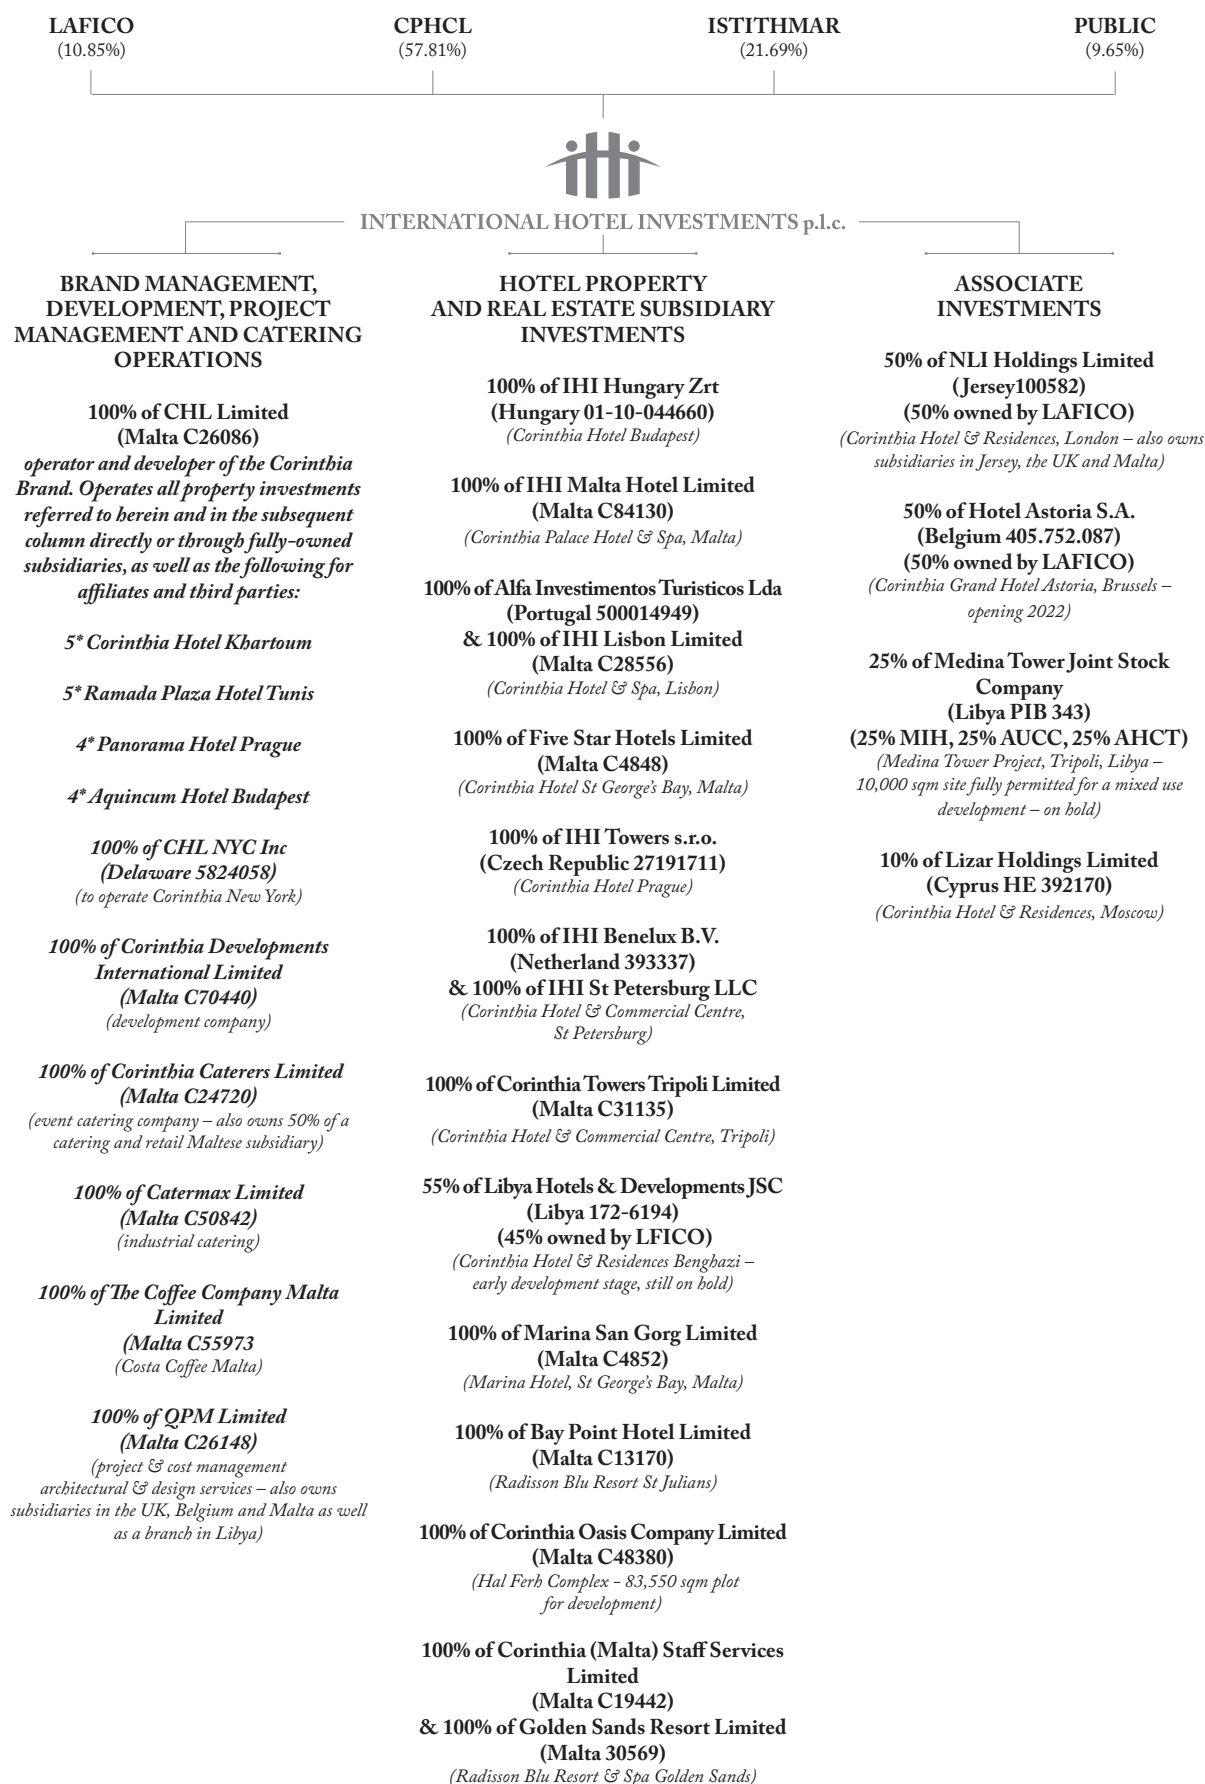 LAFICO
(10.85%)
CPHCL
(57.81%)
ISTITHMAR
(21.69%)
PUBLIC
(9.65%)
IHI
INTERNATIONAL HOTEL INVESTMENTS p.l.c.
BRAND MANAGEMENT,
DEVELOPMENT, PROJECT
MANAGEMENT AND CATERING
OPERATIONS
100% of CHL Limited
(Malta C26086)
operator and developer of the Corinthia
Brand. Operates all property investments
referred to herein and in the subsequent
column directly or through fully-owned
subsidiaries, as well as the following for
affiliates and third parties:
5* Corinthia Hotel Khartoum
5* Ramada Plaza Hotel Tunis
4* Panorama Hotel Prague
4* Aquincum Hotel Budapest
100% of CHL NYC Inc
(Delaware 5824058)
(to operate Corinthia New York)
100% of Corinthia Developments
International Limited
(Malta C70440)
(development company)
100% of Corinthia Caterers Limited
(Malta C24720)
(event catering company – also owns 50% of a
catering and retail Maltese subsidiary)
100% of Catermax Limited
(Malta C50842)
(industrial catering)
100% of The Coffee Company Malta
Limited
(Malta C55973
(Costa Coffee Malta)
100% of QPM Limited
(Malta C26148)
(project & cost management
architectural & design services – also owns
subsidiaries in the UK, Belgium and Malta as well
as a branch in Libya)
HOTEL PROPERTY
AND REAL ESTATE SUBSIDIARY
INVESTMENTS
100% of IHI Hungary Zrt
(Hungary 01-10-044660)
(Corinthia Hotel Budapest)
100% of IHI Malta Hotel Limited
(Malta C84130)
(Corinthia Palace Hotel & Spa, Malta)
100% of Alfa Investimentos Turisticos Lda
(Portugal 500014949)
& 100% of IHI Lisbon Limited
(Malta C28556)
(Corinthia Hotel & Spa, Lisbon)
100% of Five Star Hotels Limited
(Malta C4848)
(Corinthia Hotel St George's Bay, Malta)
100% of IHI Towers s.r.o.
(Czech Republic 27191711)
(Corinthia Hotel Prague)
100% of IHI Benelux B.V.
(Netherland 393337)
& 100% of IHI St Petersburg LLC
(Corinthia Hotel & Commercial Centre,
St Petersburg)
100% of Corinthia Towers Tripoli Limited
(Malta C31135)
(Corinthia Hotel & Commercial Centre, Tripoli)
55% of Libya Hotels & Developments JSC
(Libya 172-6194)
(45% owned by LFICO)
(Corinthia Hotel & Residences Benghazi –
early development stage, still on hold)
100% of Marina San Gorg Limited
(Malta C4852)
(Marina Hotel, St George's Bay, Malta)
100% of Bay Point Hotel Limited
(Malta C13170)
(Radisson Blu Resort St Julians)
100% of Corinthia Oasis Company Limited
(Malta C48380)
(Hal Ferh Complex - 83,550 sqm plot
for development)
100% of Corinthia (Malta) Staff Services
Limited
(Malta C19442)
& 100% of Golden Sands Resort Limited
(Malta 30569)
(Radisson Blu Resort & Spa Golden Sands)
ASSOCIATE
INVESTMENTS
50% of NLI Holdings Limited
(Jersey100582)
(50% owned by LAFICO)
(Corinthia Hotel & Residences, London – also owns
subsidiaries in Jersey, the UK and Malta)
50% of Hotel Astoria S.A.
(Belgium 405.752.087)
(50% owned by LAFICO)
(Corinthia Grand Hotel Astoria, Brussels –
opening 2022)
25% of Medina Tower Joint Stock
Company
(Libya PIB 343)
(25% MIH, 25% AUCC, 25% AHCT)
(Medina Tower Project, Tripoli, Libya –
10,000 sqm site fully permitted for a mixed use
development – on hold)
10% of Lizar Holdings Limited
(Cyprus HE 392170)
(Corinthia Hotel & Residences, Moscow)